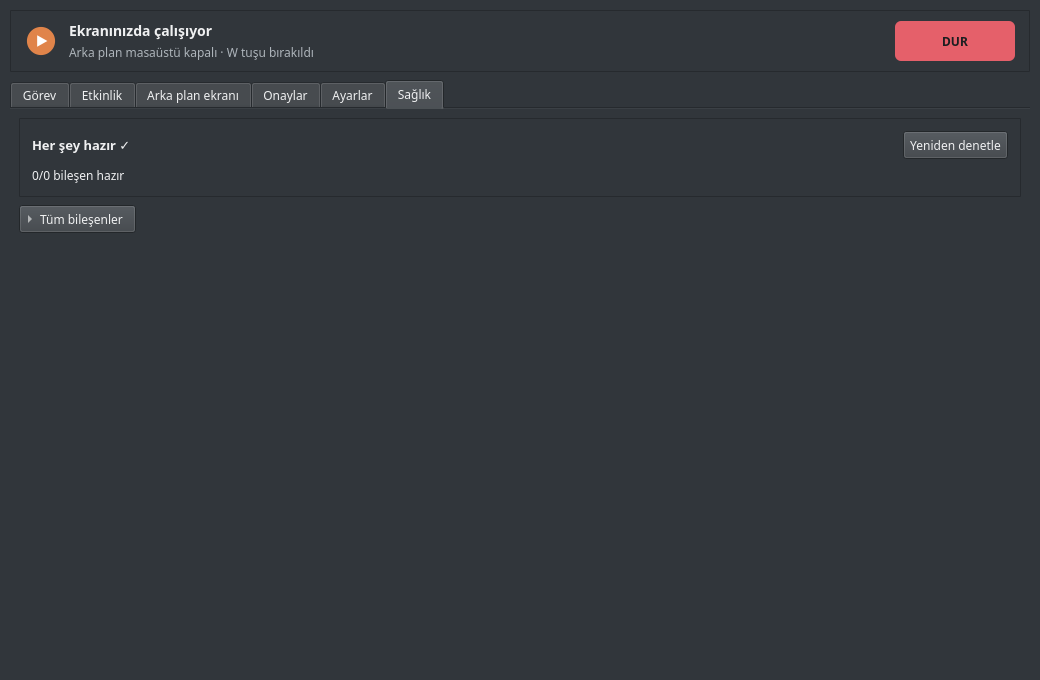 Ekranınızda çalışıyor
Arka plan masaüstü kapalı · W tuşu bırakıldı
DUR
Görev
Etkinlik
Arka plan ekranı
Onaylar
Ayarlar
Sağlık
Her şey hazır ✓
Yeniden denetle
0/0 bileşen hazır
Tüm bileşenler